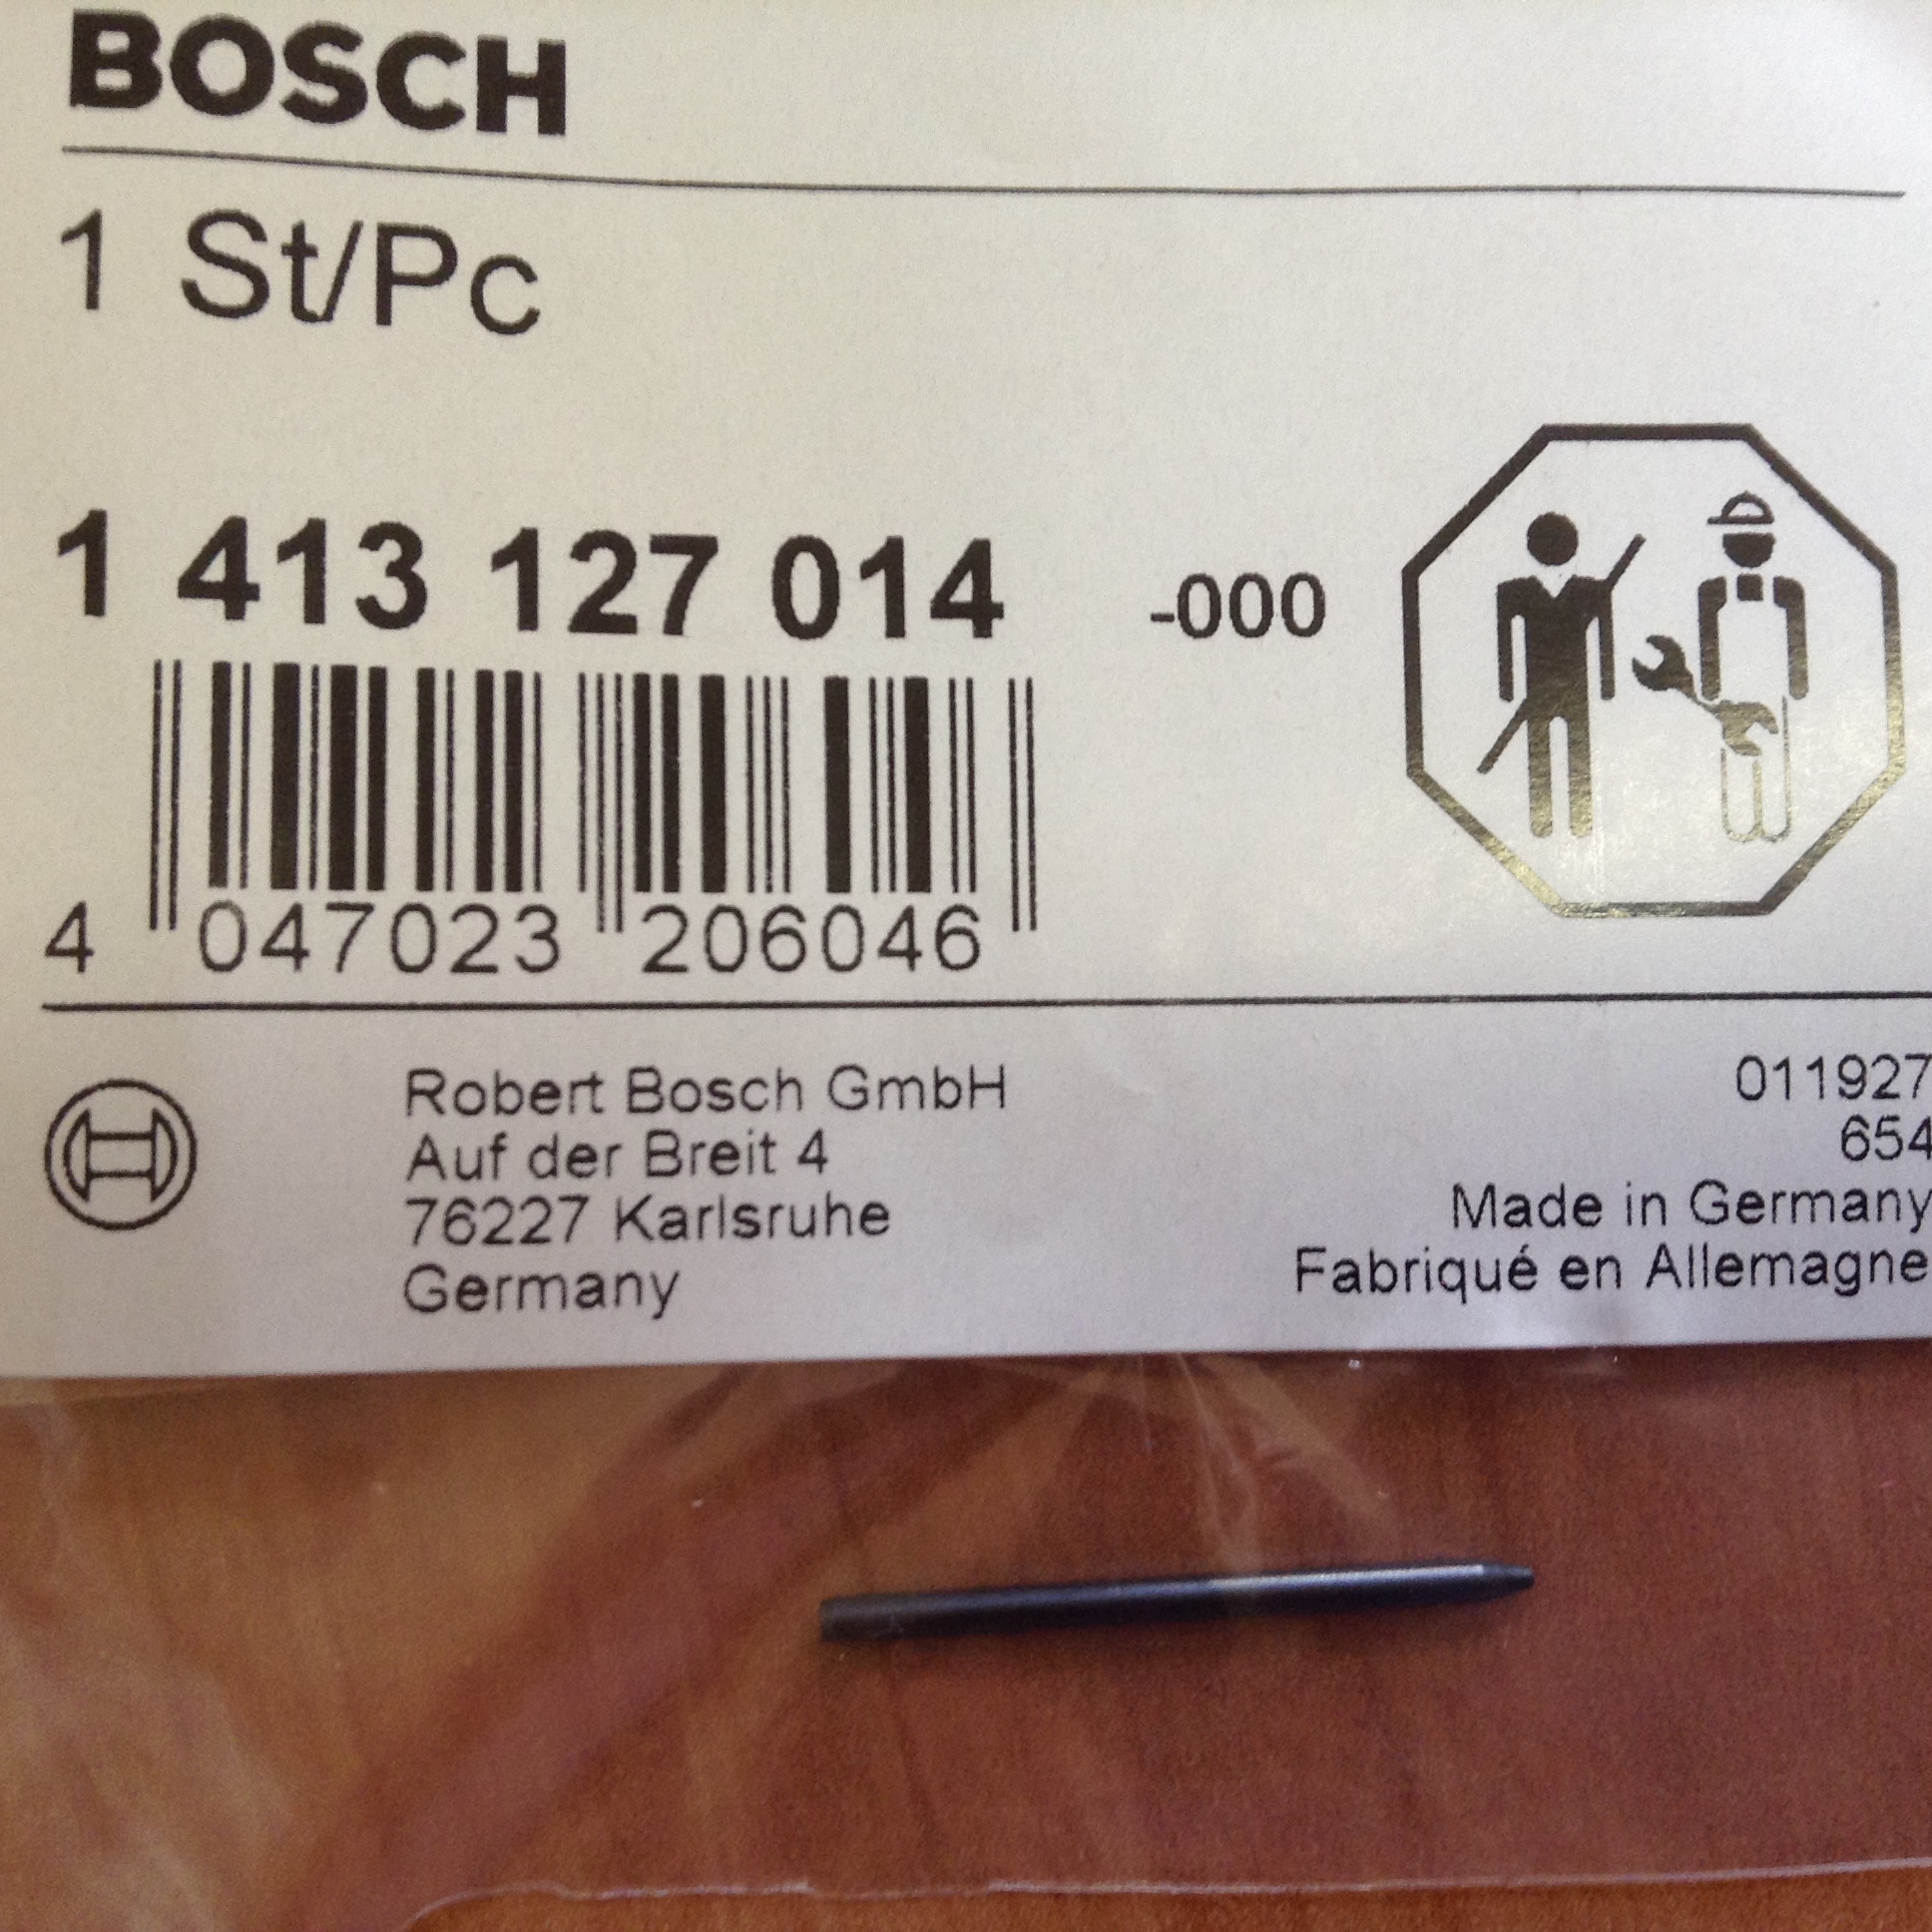 BOSCH
1 St/Pc
1 413 127 014 -000
4 047023 206046
Robert Bosch GmbH
Auf der Breit 4
76227 Karlsruhe
Germany
011927
654
Made in Germany
Fabriqué en Allemagne